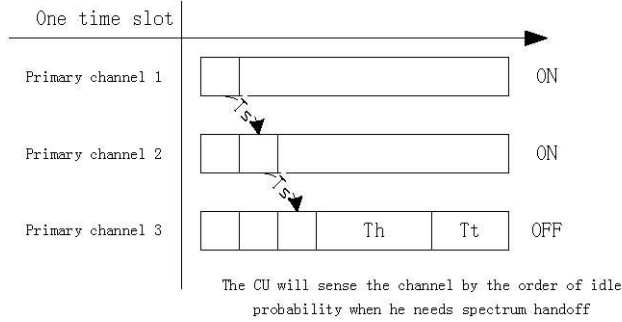 One time slot
Primary channel 1
ON
Ts
Primary channel 2
ON
Ts
Primary channel 3
Th
Tt
OFF
The CU will sense the channel by the order of idle
probability when he needs spectrum handoff